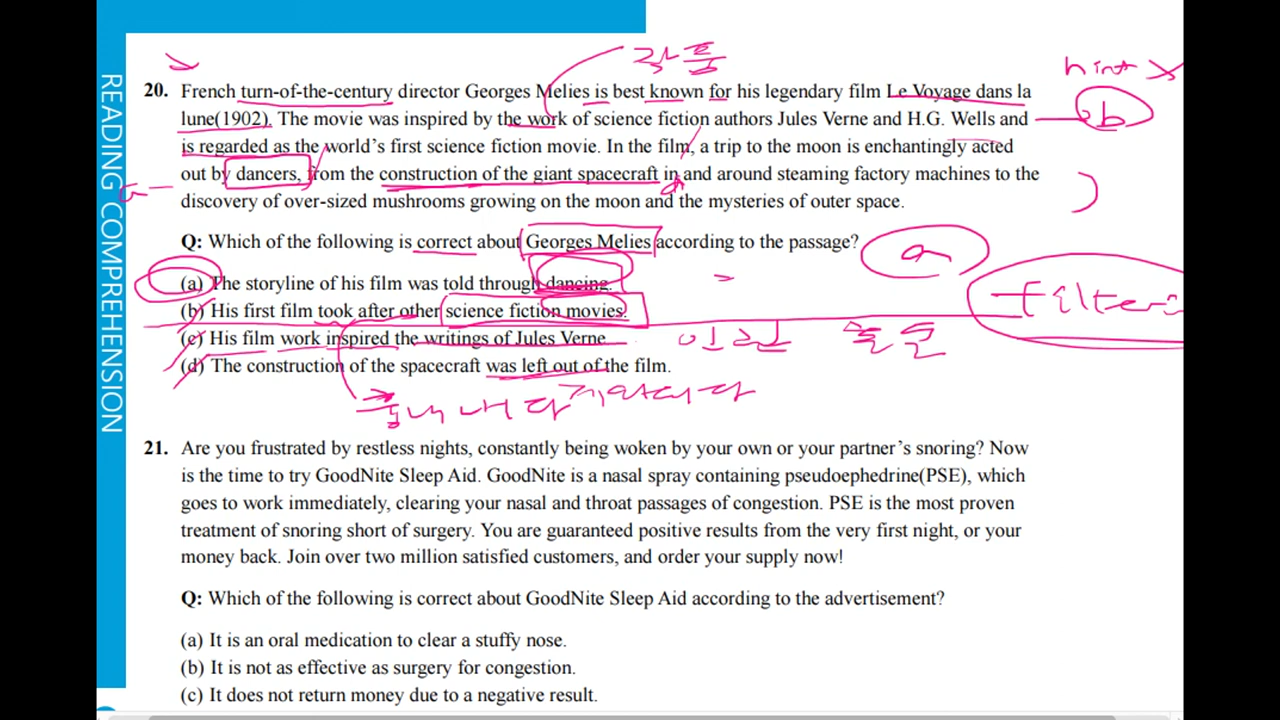 READING COMPREHENSION
작품
hint
20. French turn-of-the-century director Georges Melies is best known for his legendary film Le Voyage dans la
b
lune(1902). The movie was inspired by the work of science fiction authors Jules Verne and H.G. Wells and
is regarded as the world's first science fiction movie. In the film, a trip to the moon is enchantingly acted
out by dancers, from the construction of the giant spacecraft in and around steaming factory machines to the
discovery of over-sized mushrooms growing on the moon and the mysteries of outer space.
Q: Which of the following is correct about Georges Melies according to the passage?
a
(a) The storyline of his film was told through dancing.
filters
(b) His first film took after other science fiction movies.
(c) His film work inspired the writings of Jules Verne.
(d) The construction of the spacecraft was left out of the film.
21. Are you frustrated by restless nights, constantly being woken by your own or your partner's snoring? Now
is the time to try GoodNite Sleep Aid. GoodNite is a nasal spray containing pseudoephedrine(PSE), which
goes to work immediately, clearing your nasal and throat passages of congestion. PSE is the most proven
treatment of snoring short of surgery. You are guaranteed positive results from the very first night, or your
money back. Join over two million satisfied customers, and order your supply now!
Q: Which of the following is correct about GoodNite Sleep Aid according to the advertisement?
(a) It is an oral medication to clear a stuffy nose.
(b) It is not as effective as surgery for congestion.
(c) It does not return money due to a negative result.